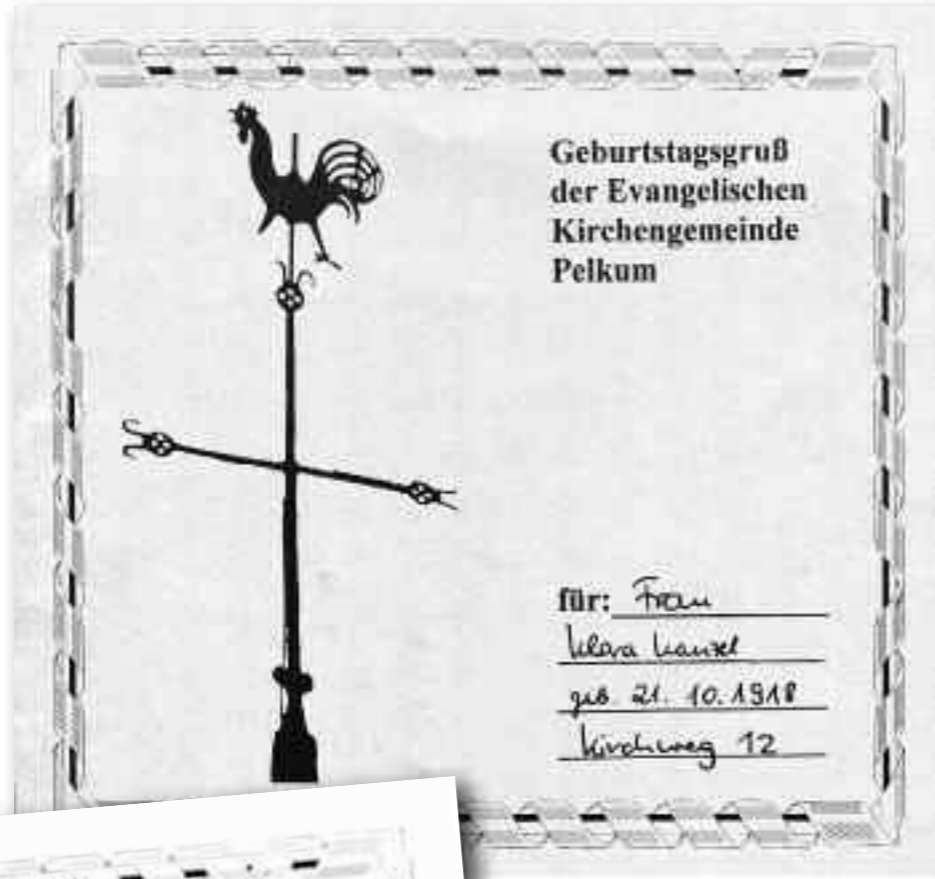 Geburtstagsgruß
der Evangelischen
Kirchengemeinde
Pelkum
für: Frau
Klara Kanzel
geb. 21. 10. 1918
Kirchweg 12